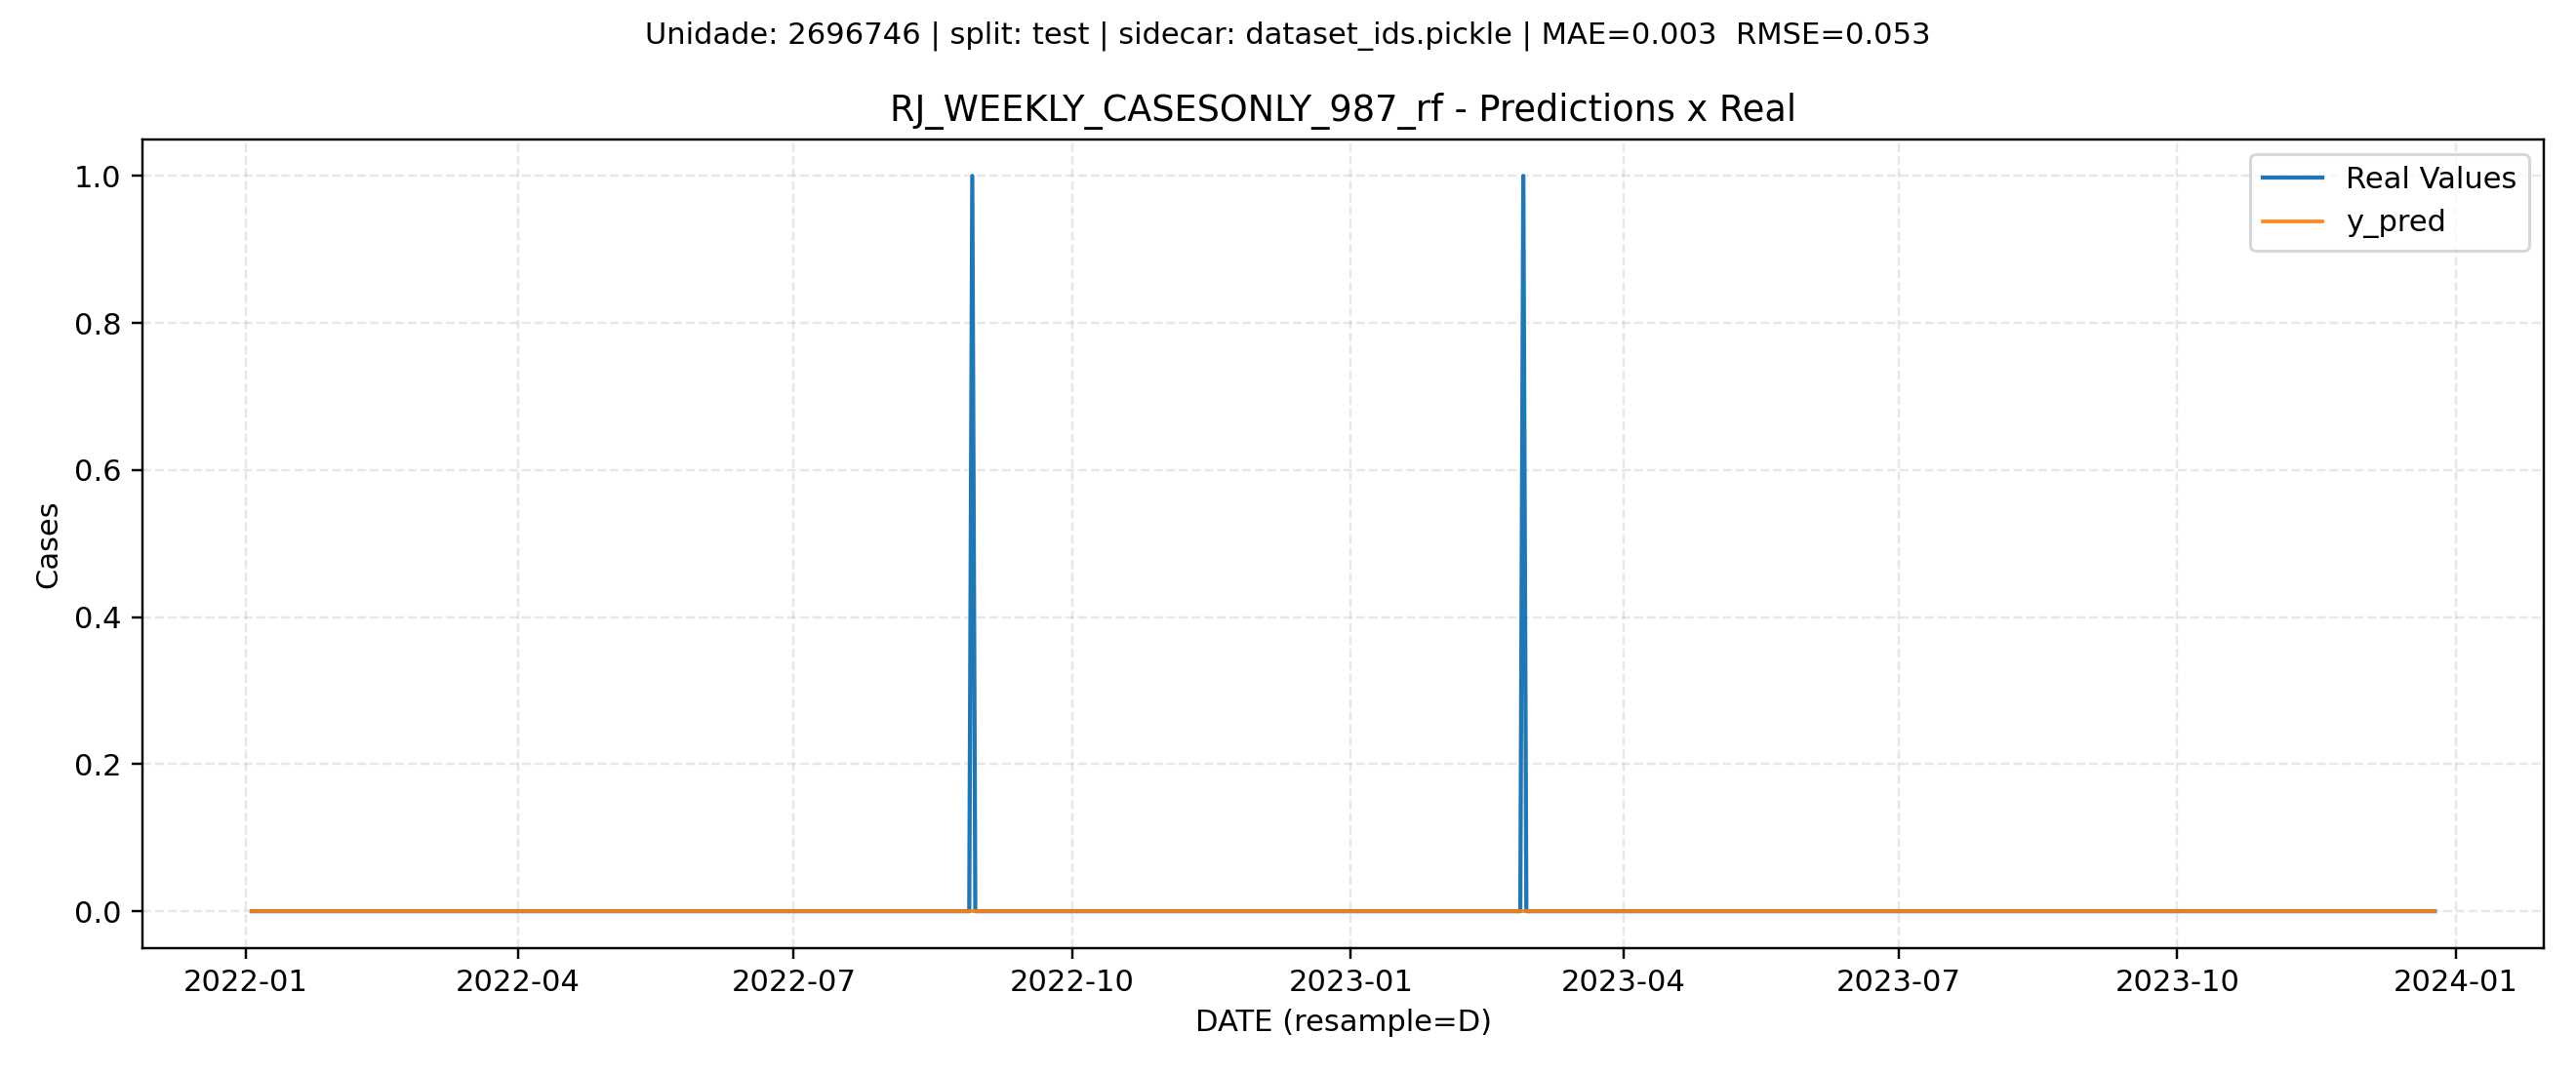 Unidade: 2696746 | split: test | sidecar: dataset_ids.pickle | MAE=0.003  RMSE=0.053
RJ_WEEKLY_CASESONLY_987_rf - Predictions x Real
Real Values
y_pred
1.0
0.8
0.6
0.4
0.2
0.0
Cases
2022-01
2022-04
2022-07
2022-10
2023-01
2023-04
2023-07
2023-10
2024-01
DATE (resample=D)